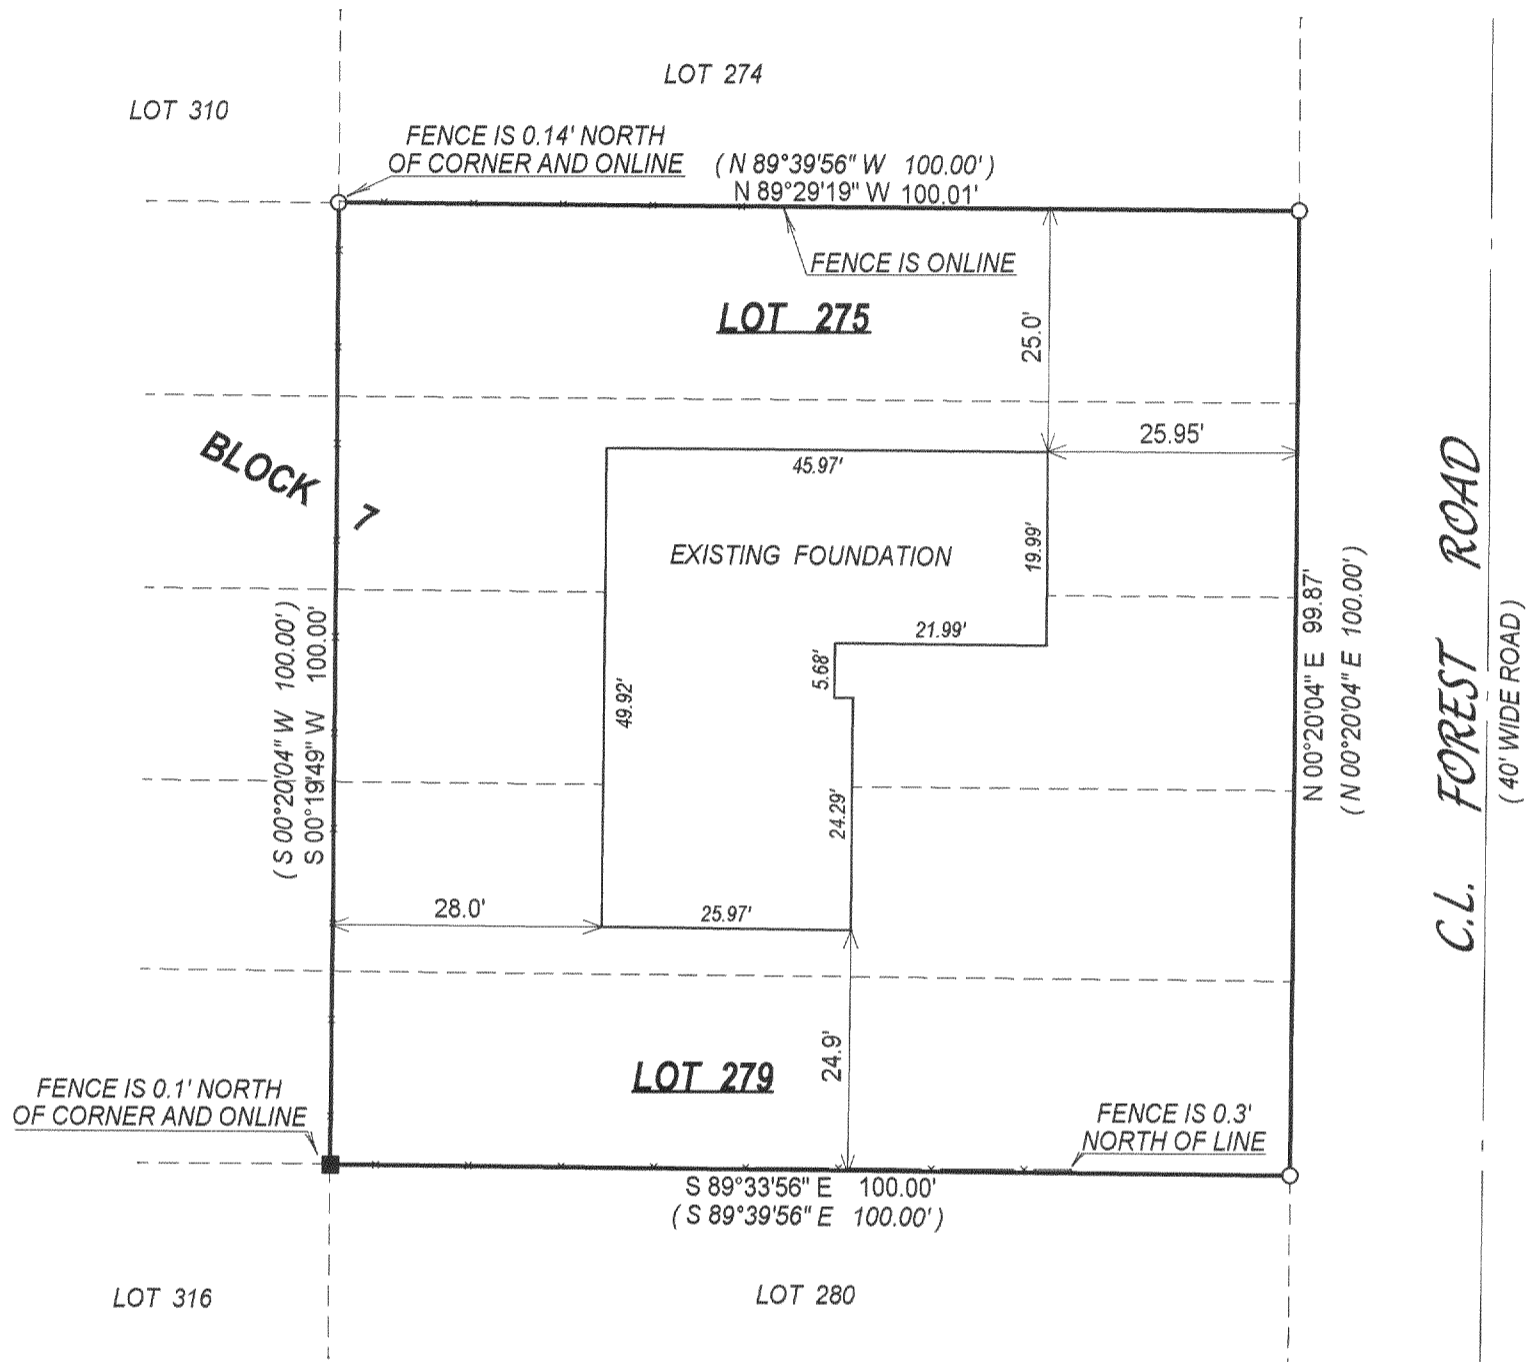 LOT 274
LOT 310
FENCE IS 0.14' NORTH
OF CORNER AND ONLINE
( N 89°39'56" W 100.00' )
N 89°29'19" W 100.01'
FENCE IS ONLINE
LOT 275
25.0'
25.95'
45.97'
BLOCK 7
EXISTING FOUNDATION
19.99'
21.99'
5.68'
49.92'
24.29'
( S 00°20'04" W 100.00' )
S 00°19'49" W 100.00'
N 00°20'04" E 99.87'
( N 00°20'04" E 100.00' )
C.L. FOREST ROAD
( 40' WIDE ROAD )
28.0'
25.97'
24.9'
LOT 279
FENCE IS 0.1' NORTH
OF CORNER AND ONLINE
FENCE IS 0.3'
NORTH OF LINE
S 89°33'56" E 100.00'
( S 89°39'56" E 100.00' )
LOT 316
LOT 280